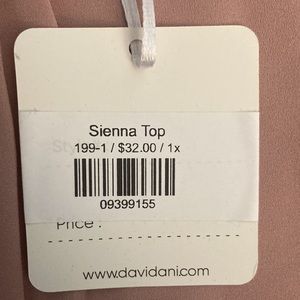 Sienna Top
199-1 / $32.00 / 1x
09399155
Price :
www.davidani.com